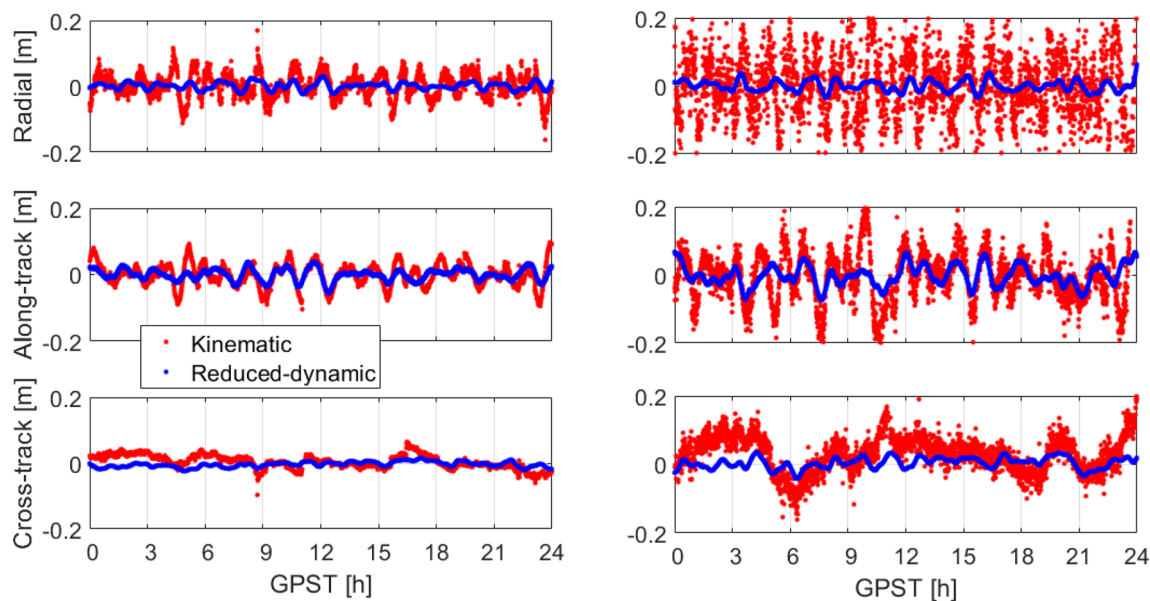 0.2
0
-0.2
Radial [m]
0.2
0
-0.2
0.2
0
-0.2
Along-track [m]
0.2
0
-0.2
Kinematic
Reduced-dynamic
0.2
0
-0.2
Cross-track [m]
0 3 6 9 12 15 18 21 24
GPST [h]
0.2
0
-0.2
0 3 6 9 12 15 18 21 24
GPST [h]